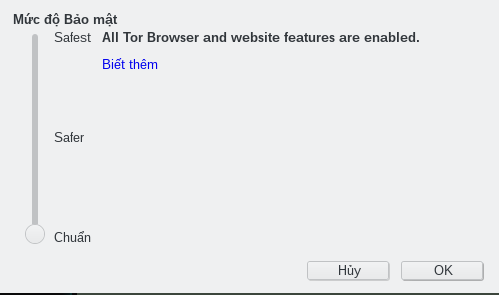 Mức độ Bảo mật
Safest All Tor Browser and website features are enabled.
Biết thêm
Safer
Chuẩn
Hủy OK